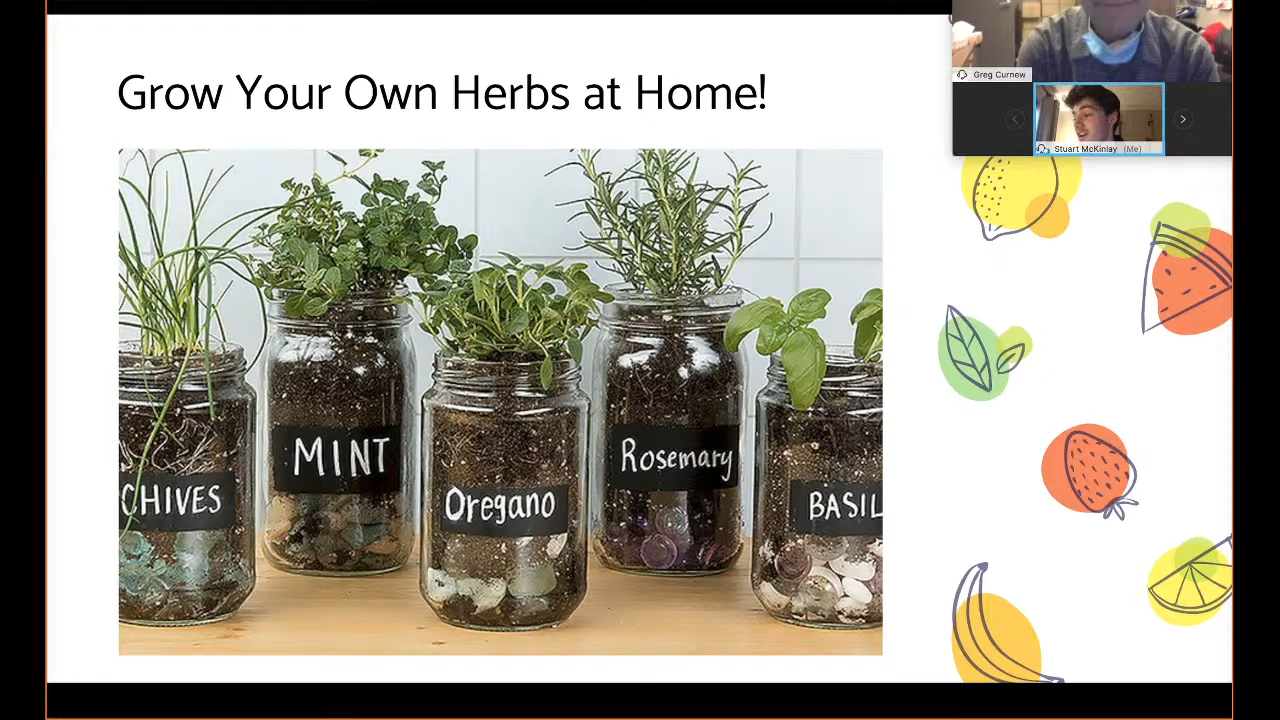 Grow Your Own Herbs at Home!
Greg Curnew
Stuart McKinlay (Me)
CHIVES
MINT
Oregano
Rosemary
BASIL